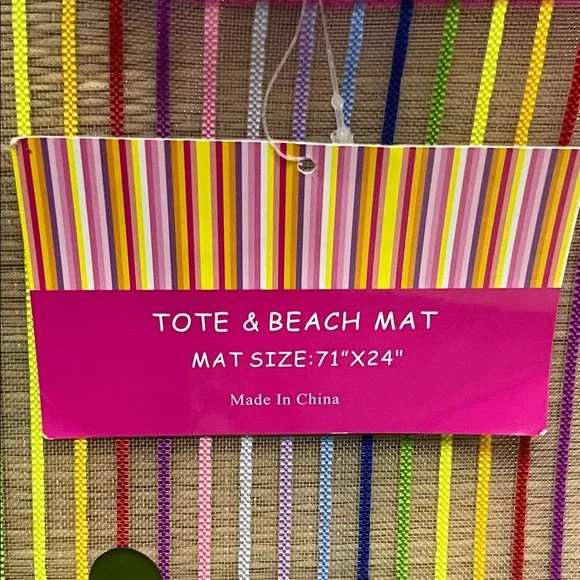 TOTE & BEACH MAT
MAT SIZE:71"X24"
Made In China